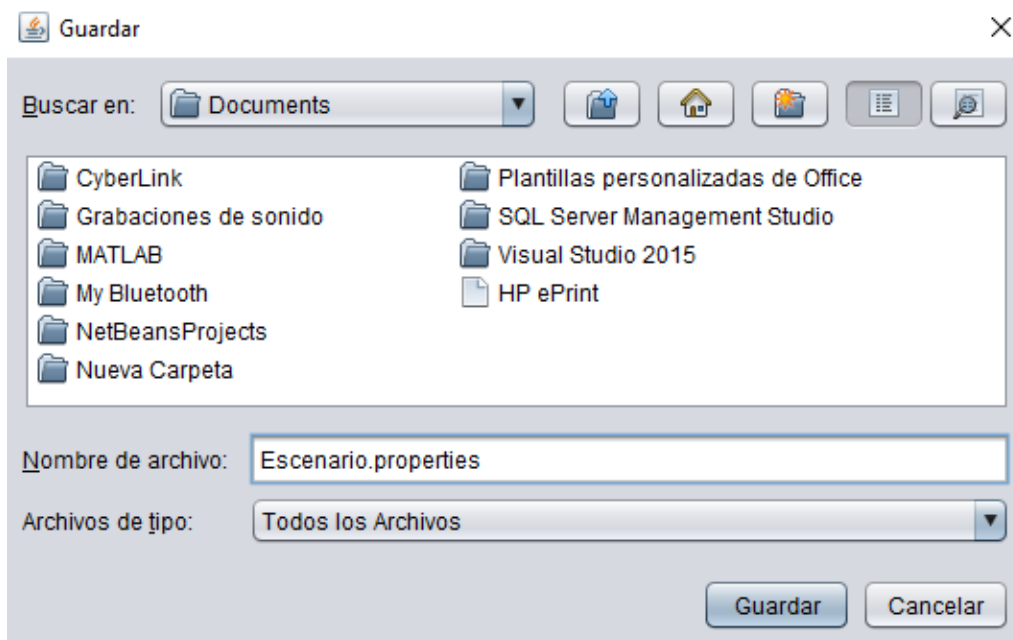 Guardar
Buscar en: Documents
CyberLink
Grabaciones de sonido
MATLAB
My Bluetooth
NetBeansProjects
Nueva Carpeta
Plantillas personalizadas de Office
SQL Server Management Studio
Visual Studio 2015
HP ePrint
Nombre de archivo: Escenario.properties
Archivos de tipo: Todos los Archivos
Guardar Cancelar